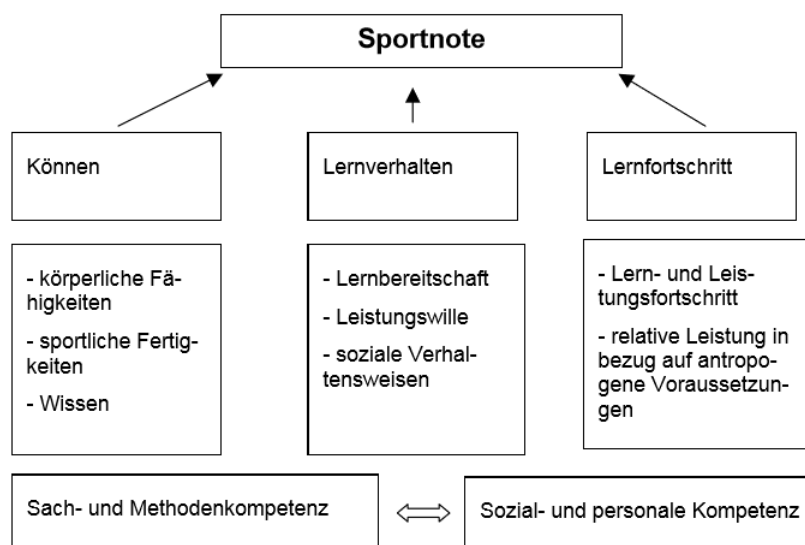 Sportnote
Können
Lernverhalten
Lernfortschritt
- körperliche Fä-
higkeiten
- sportliche Fertig-
keiten
- Wissen
- Lernbereitschaft
- Leistungswille
- soziale Verhal-
tensweisen
- Lern- und Leis-
tungsfortschritt
- relative Leistung in
bezug auf antropo-
gene Voraussetzun-
gen
Sach- und Methodenkompetenz
Sozial- und personale Kompetenz